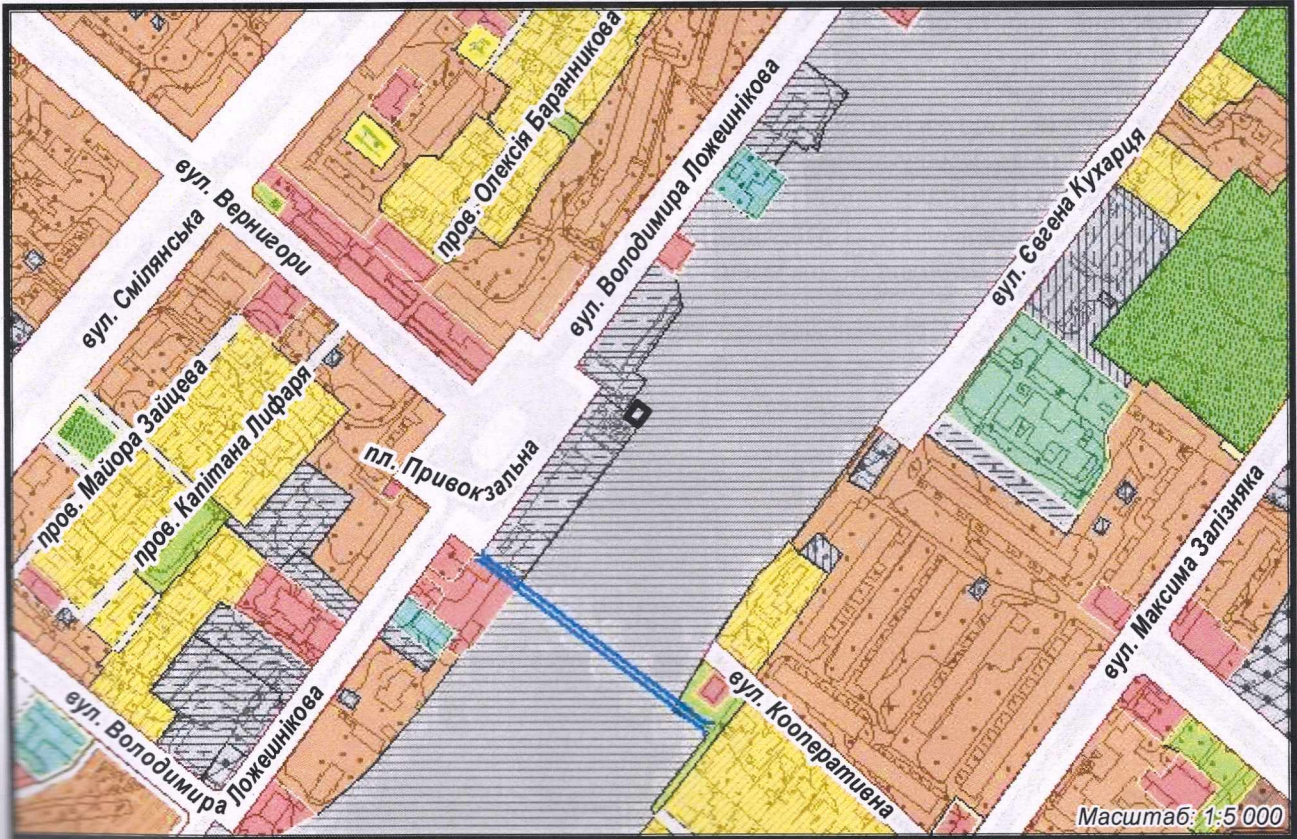 пров. Олексія Баранникова
вул. Володимира Ложешнікова
вул. Вернигори
вул. Смілянська
вул. Євгена Кухарця
пров. Майора Зайцева
пров. Капітана Лифаря
пл. Привокзальна
вул. Максима Залізняка
вул. Кооперативна
вул. Володимира Ложешнікова
Масштаб: 1:5 000